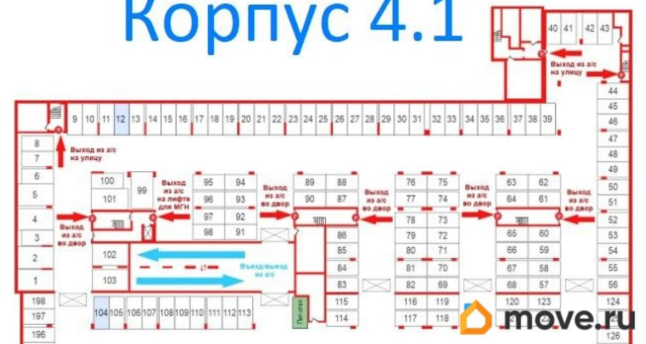 Корпус 4.1
40 41 42 43
Выход из а/с
на улицу
44
45
46
47
48
49
50
51
52
53
54
55
56
124
126
9 10 11 12 13 14 15 16 17 18 19 20 21 22 23 24 25 26 27 28 29 30 31 32 33 34 35 36 37 38 39
8
7
6
5
4
3
2
1
198
197
196
Выход из а/с
на улицу
100
101
99
Выход
из а/с
во двор
Выход
из а/с
на лифте
для МГН
95 94
96 93
97 92
98 91
Выход
из а/с
во двор
89 88
90 87
Выход
из а/с
во двор
76 75
77 74
78 73
79 72
80 71
81 70
82 69
Выход
из а/с
во двор
63 62
64 61
Выход
из а/с
во двор
65 60
66 59
67 58
68 57
86
85
84
83
102
103
Въезд/выезд
из а/с
104 105 106 107 108 109 110 111 112 113
115
114
116
117 118
120 123
move.ru